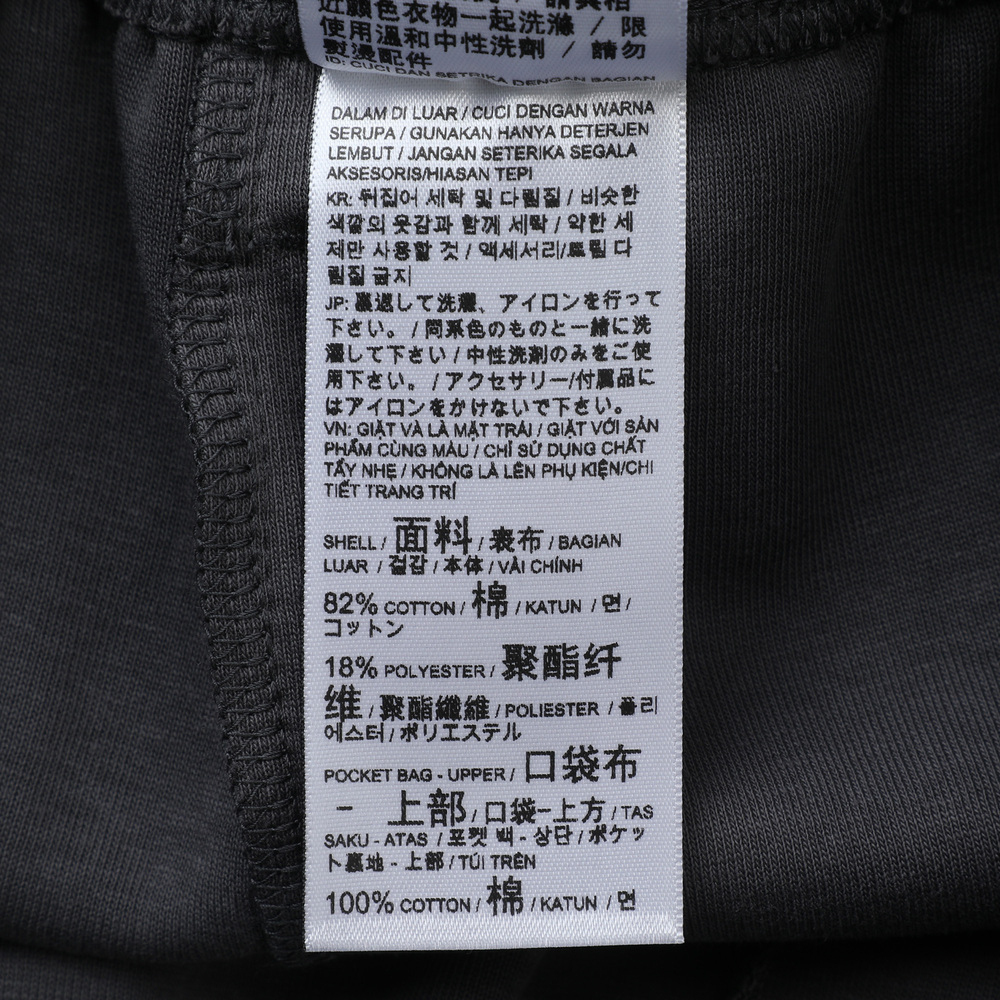 近顏色衣物一起洗滌 / 限
使用溫和中性洗劑 / 請勿
熨燙配件
ID: CUCI DAN SETRIKA DENGAN BAGIAN
DALAM DI LUAR / CUCI DENGAN WARNA
SERUPA / GUNAKAN HANYA DETERJEN
LEMBUT / JANGAN SETERIKA SEGALA
AKSESORIS/HIASAN TEPI
KR: 뒤집어 세탁 및 다림질 / 비슷한
색깔의 옷감과 함께 세탁 / 약한 세
제만 사용할 것 / 액세서리/트림 다
림질 금지
JP: 裏返して洗濯、アイロンを行って
下さい。 / 同系色のものと一緒に洗
濯して下さい / 中性洗剤のみをご使
用下さい。 / アクセサリー/付属品に
はアイロンをかけないで下さい。
VN: GIẶT VÀ LÀ MẶT TRÁI / GIẶT VỚI SẢN
PHẨM CÙNG MÀU / CHỈ SỬ DỤNG CHẤT
TẨY NHẸ / KHÔNG LÀ LÊN PHỤ KIỆN/CHI
TIẾT TRANG TRÍ
SHELL / 面料 / 表布 / BAGIAN
LUAR / 겉감 / 本体 / VẢI CHÍNH
82% COTTON / 棉 / KATUN / 면 /
コットン
18% POLYESTER / 聚酯纤
维 / 聚酯纖維 / POLIESTER / 폴리
에스터 / ポリエステル
POCKET BAG - UPPER / 口袋布
- 上部 / 口袋-上方 / TAS
SAKU - ATAS / 포켓 백 - 상단 / ポケッ
ト裏地 - 上部 / TÚI TRÊN
100% COTTON / 棉 / KATUN / 면